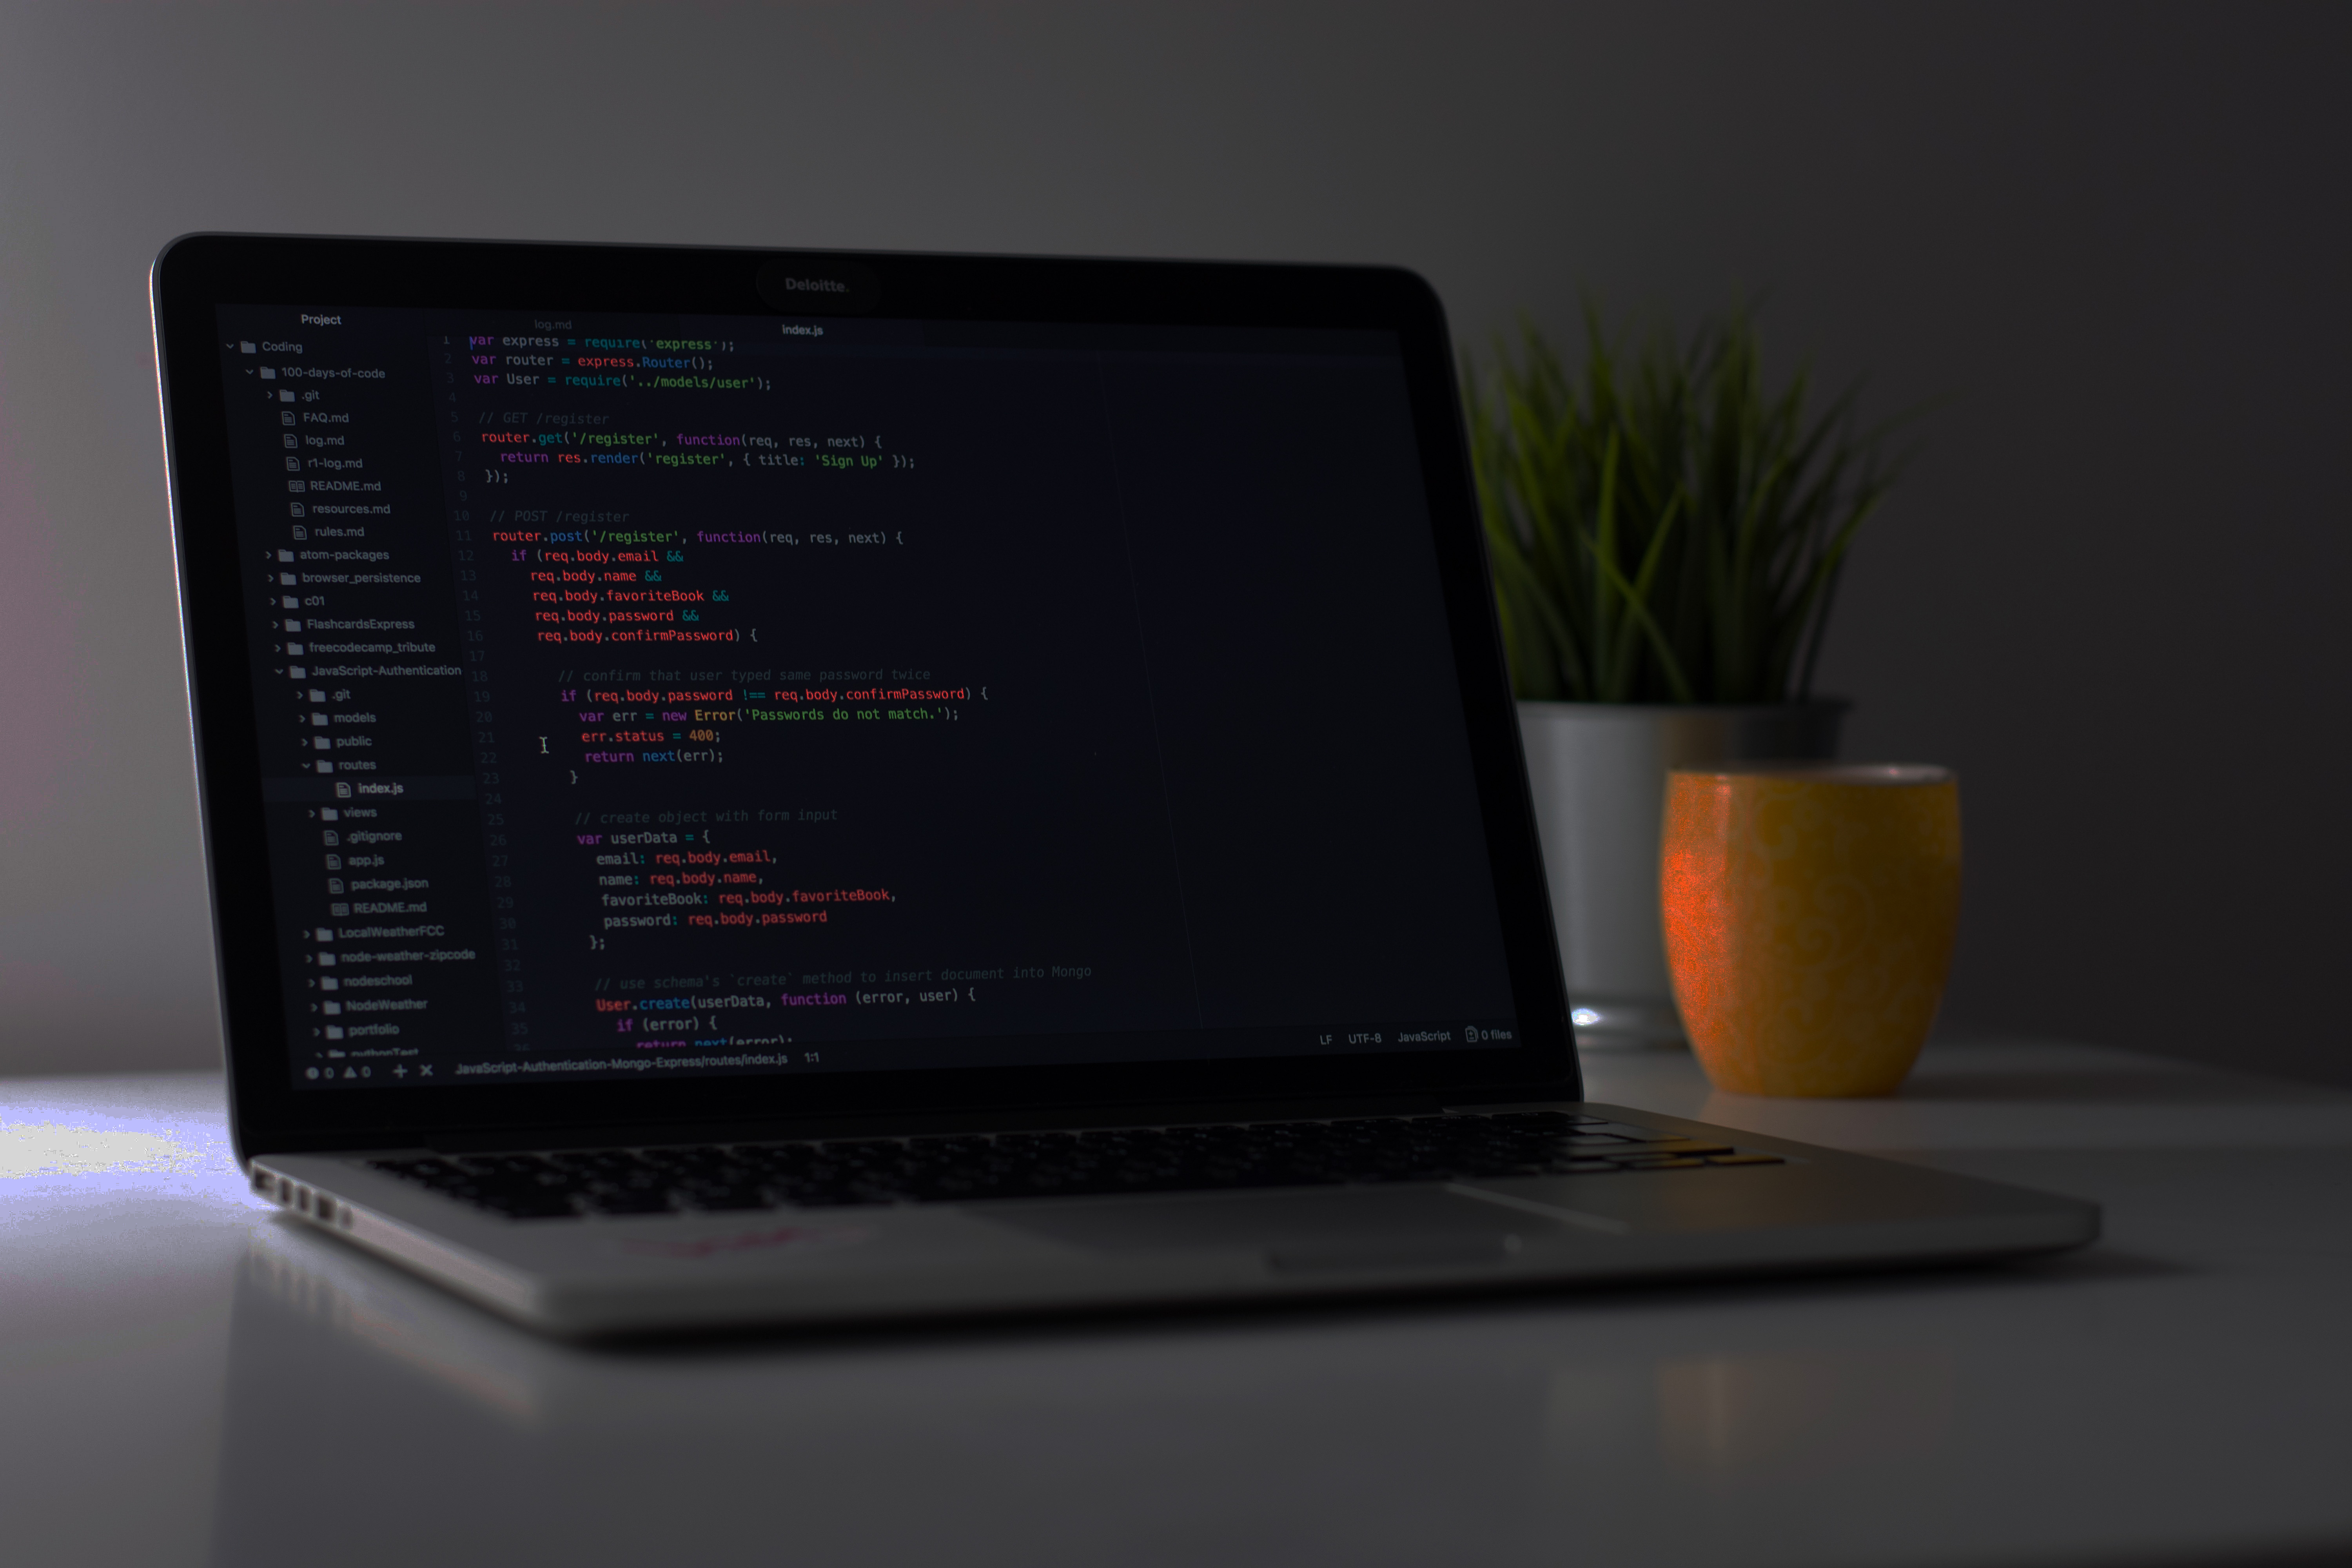 Deloitte.
Project
Coding
100-days-of-code
.git
FAQ.md
log.md
r1-log.md
README.md
resources.md
rules.md
atom-packages
browser_persistence
c01
FlashcardsExpress
freecodecamp_tribute
JavaScript-Authentication
.git
models
public
routes
index.js
views
.gitignore
app.js
package.json
README.md
LocalWeatherFCC
node-weather-zipcode
nodeschool
NodeWeather
portfolio
pythonTest
log.md
index.js
1 var express = require('express');
2 var router = express.Router();
3 var User = require('../models/user');
4
5 // GET /register
6 router.get('/register', function(req, res, next) {
7 return res.render('register', { title: 'Sign Up' });
8 });
9
10 // POST /register
11 router.post('/register', function(req, res, next) {
12 if (req.body.email &&
13 req.body.name &&
14 req.body.favoriteBook &&
15 req.body.password &&
16 req.body.confirmPassword) {
17
18 // confirm that user typed same password twice
19 if (req.body.password !== req.body.confirmPassword) {
20 var err = new Error('Passwords do not match.');
21 err.status = 400;
22 return next(err);
23 }
24
25 // create object with form input
26 var userData = {
27 email: req.body.email,
28 name: req.body.name,
29 favoriteBook: req.body.favoriteBook,
30 password: req.body.password
31 };
32
33 // use schema's `create` method to insert document into Mongo
34 User.create(userData, function (error, user) {
35 if (error) {
36 return next(error);
0 0 + × JavaScript-Authentication-Mongo-Express/routes/index.js 1:1 LF UTF-8 JavaScript 0 files